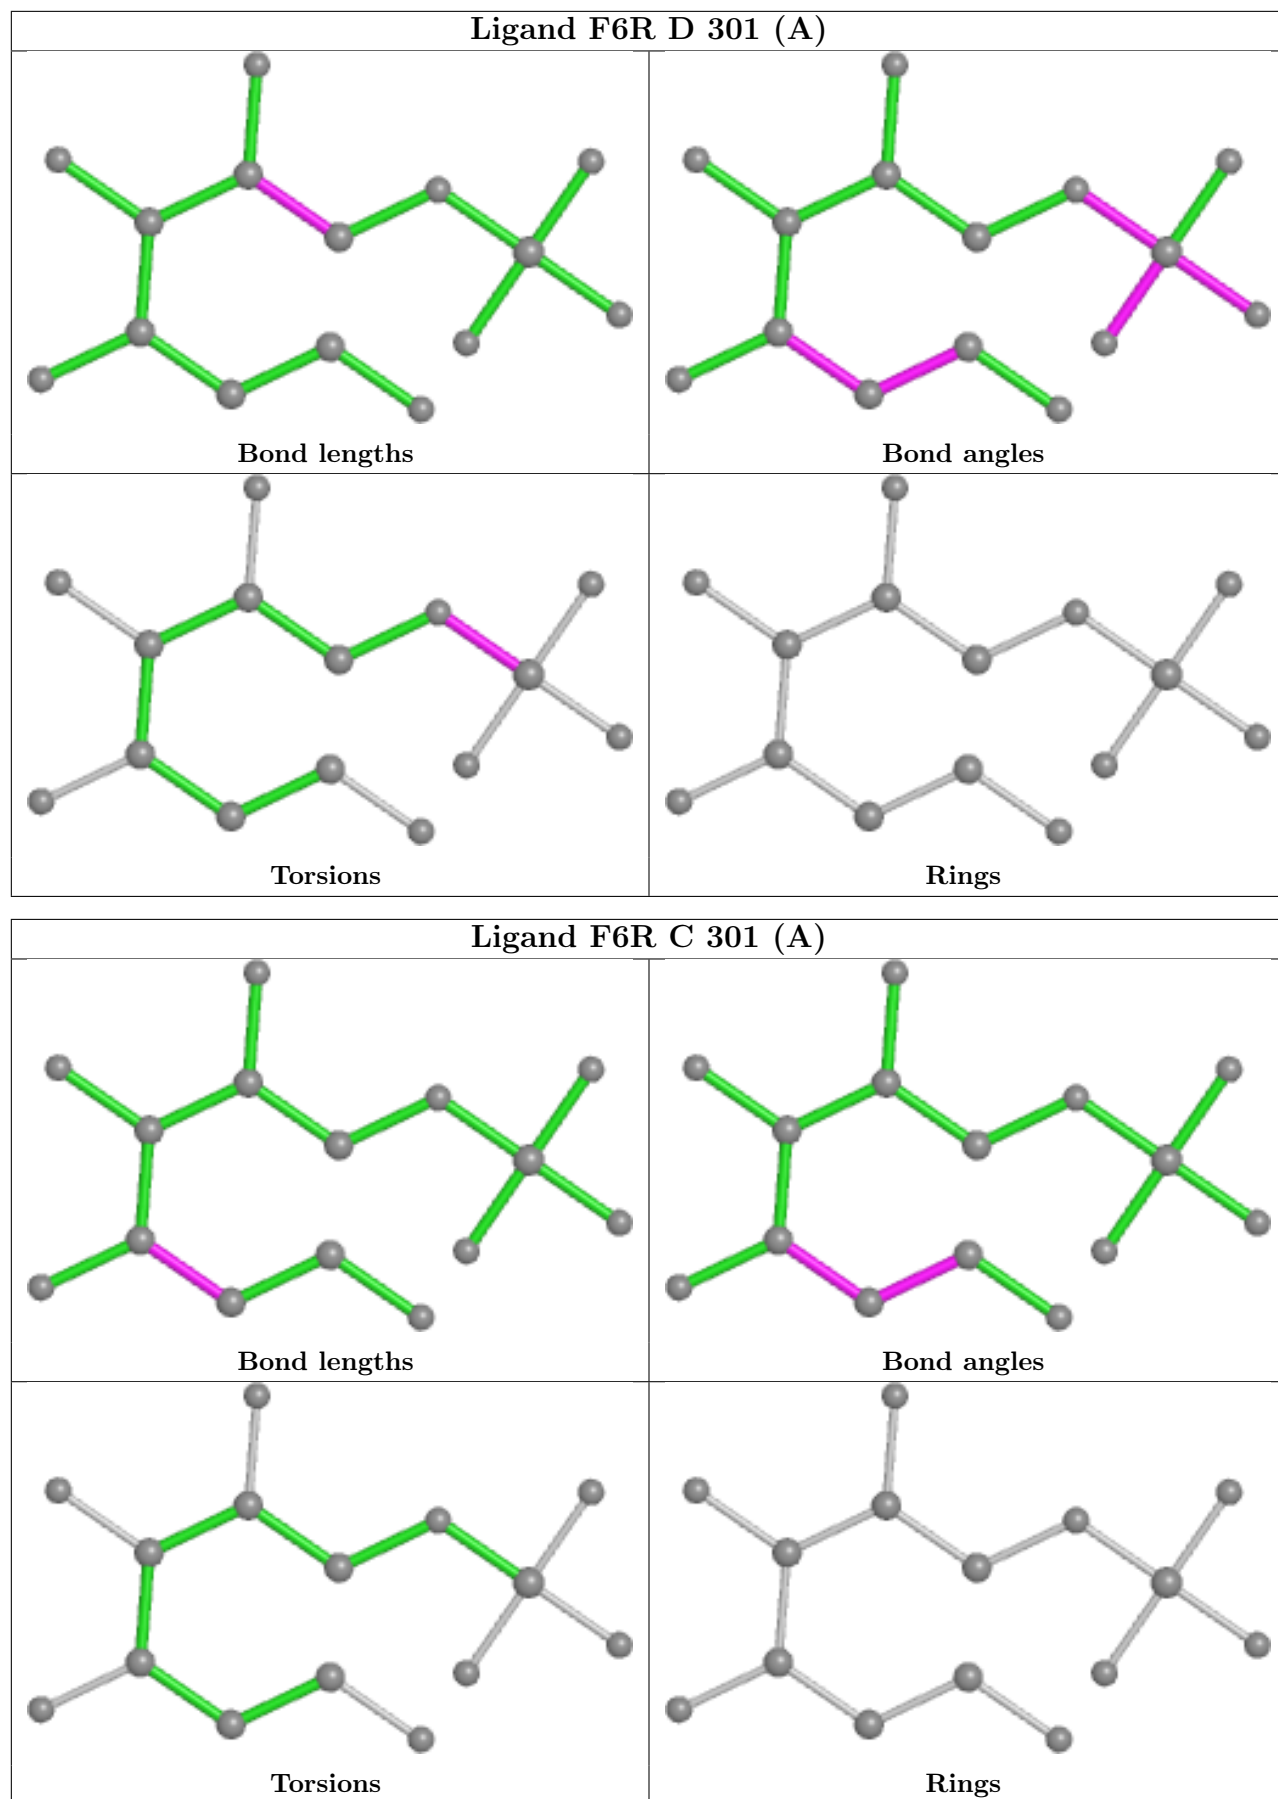 Ligand F6R D 301 (A)
Bond lengths
Bond angles
Torsions
Rings
Ligand F6R C 301 (A)
Bond lengths
Bond angles
Torsions
Rings